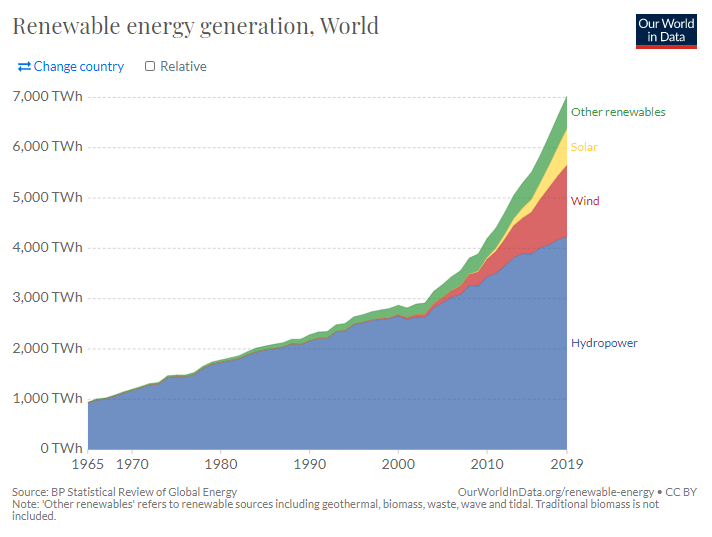 Renewable energy generation, World
Our World
in Data
⇄ Change country
Relative
7,000 TWh
6,000 TWh
5,000 TWh
4,000 TWh
3,000 TWh
2,000 TWh
1,000 TWh
0 TWh
Other renewables
Solar
Wind
Hydropower
1965 1970 1980 1990 2000 2010 2019
Source: BP Statistical Review of Global Energy
OurWorldInData.org/renewable-energy • CC BY
Note: 'Other renewables' refers to renewable sources including geothermal, biomass, waste, wave and tidal. Traditional biomass is not
included.